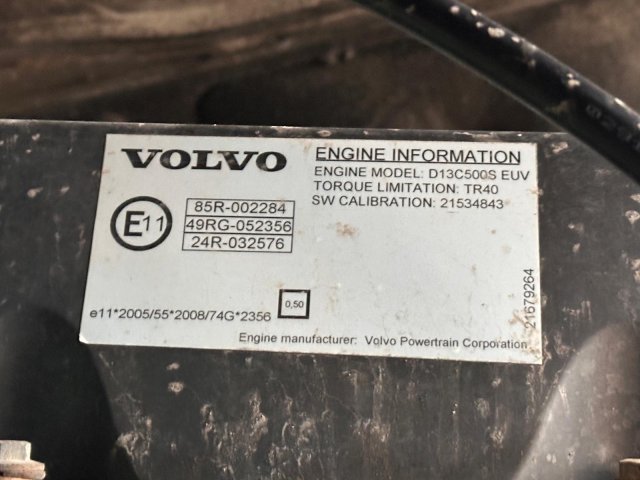 VOLVO
E11
85R-002284
49RG-052356
24R-032576
ENGINE INFORMATION
ENGINE MODEL: D13C500S EUV
TORQUE LIMITATION: TR40
SW CALIBRATION: 21534843
0,50
e11*2005/55*2008/74G*2356
21679264
Engine manufacturer: Volvo Powertrain Corporation